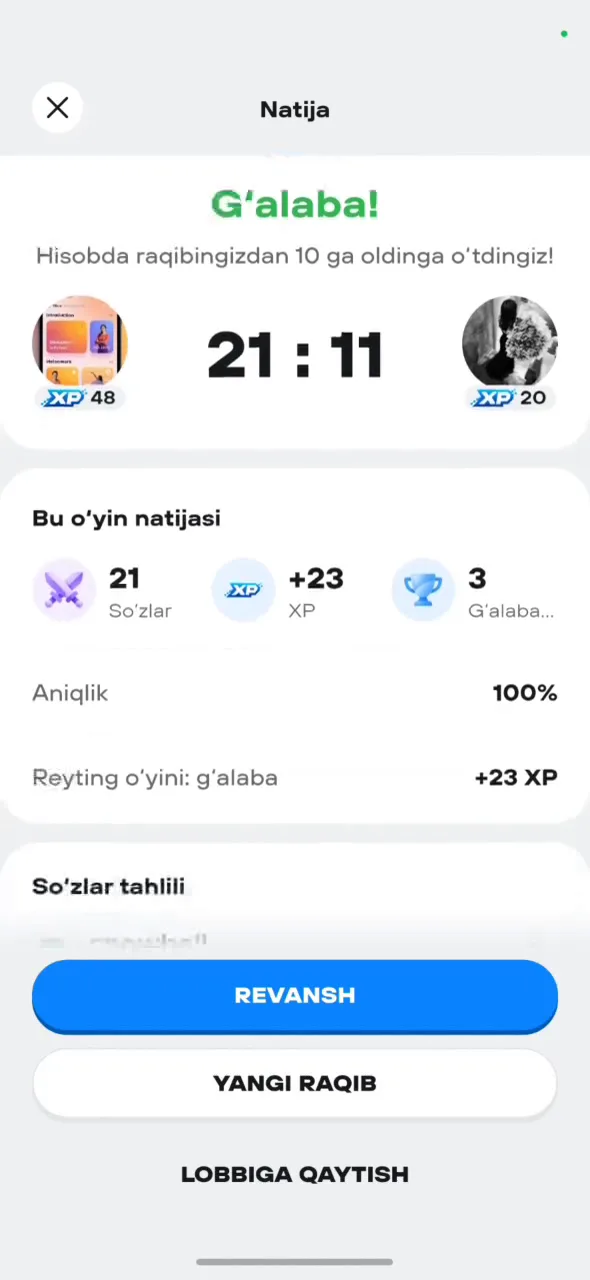 Natija
G‘alaba!
Hisobda raqibingizdan 10 ga oldinga o‘tdingiz!
21 : 11
XP 48
XP 20
Bu o‘yin natijasi
21
So‘zlar
XP
+23
XP
3
G‘alaba...
Aniqlik
100%
Reyting o‘yini: g‘alaba
+23 XP
So‘zlar tahlili
REVANSH
YANGI RAQIB
LOBBIGA QAYTISH